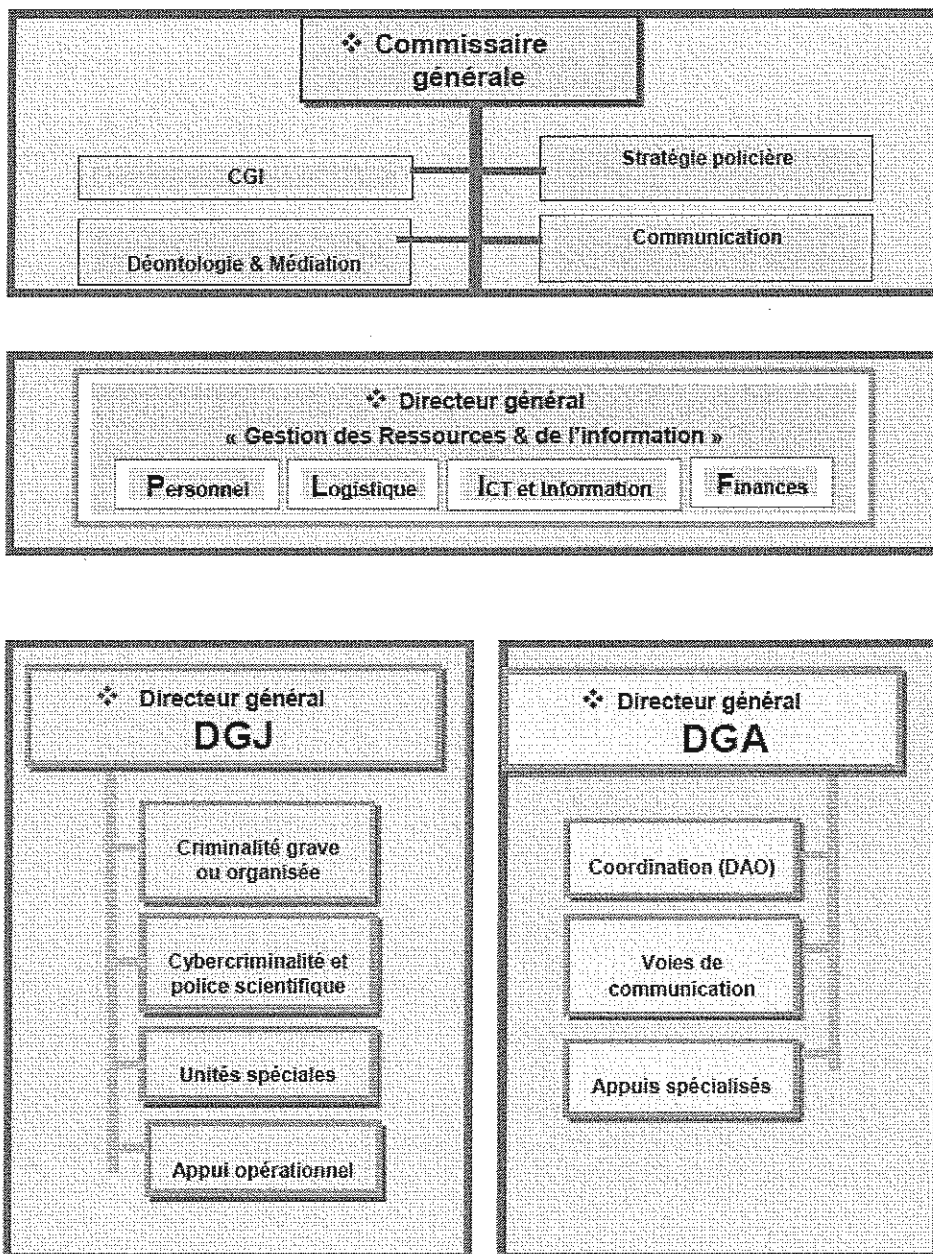 ❖ Commissaire
générale
CGI
Stratégie policière
Déontologie & Médiation
Communication
❖ Directeur général
« Gestion des Ressources & de l'information »
Personnel
Logistique
ICT et Information
Finances
❖ Directeur général
DGJ
Criminalité grave
ou organisée
Cybercriminalité et
police scientifique
Unités spéciales
Appui opérationnel
❖ Directeur général
DGA
Coordination (DAO)
Voies de
communication
Appuis spécialisés